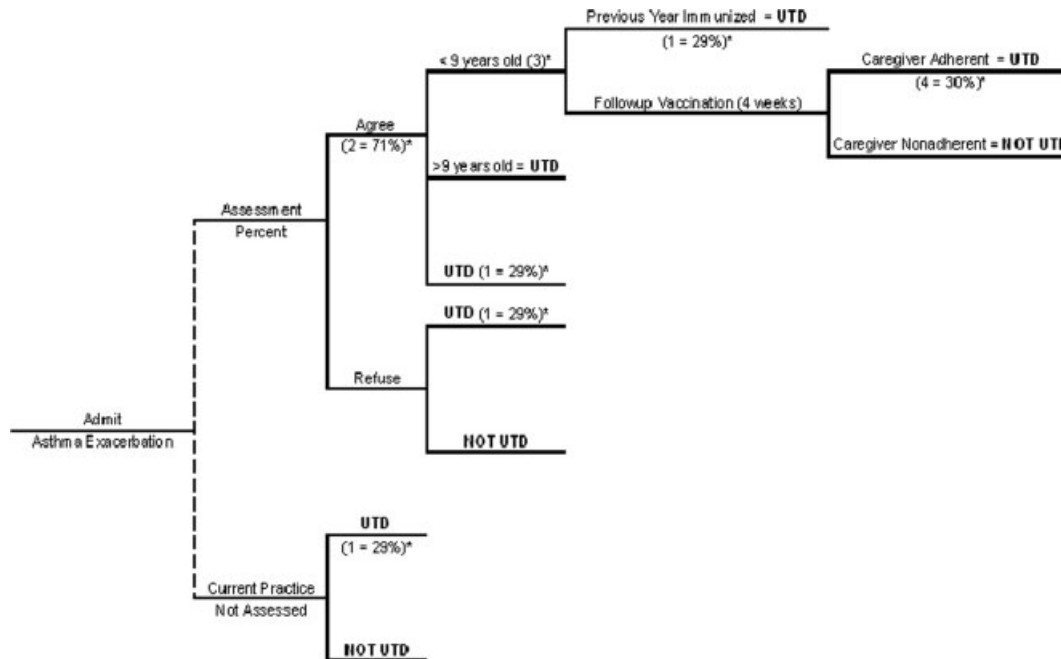 Previous Year Immunized = UTD
(1 = 29%)*
< 9 years old (3)*
Caregiver Adherent = UTD
(4 = 30%)*
Followup Vaccination (4 weeks)
Agree
(2 = 71%)*
Caregiver Nonadherent = NOT UTD
>9 years old = UTD
Assessment
Percent
UTD (1 = 29%)*
UTD (1 = 29%)*
Refuse
Admit
Asthma Exacerbation
NOT UTD
UTD
(1 = 29%)*
Current Practice
Not Assessed
NOT UTD